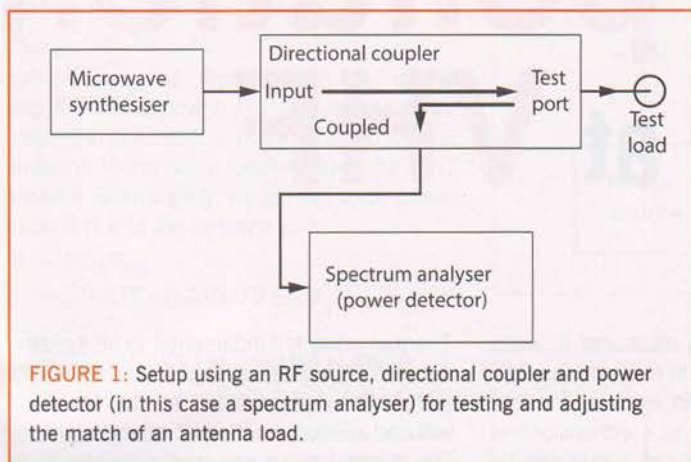 Directional coupler
Microwave
synthesiser
Input
Test
port
Coupled
Test
load
Spectrum analyser
(power detector)
FIGURE 1: Setup using an RF source, directional coupler and power
detector (in this case a spectrum analyser) for testing and adjusting
the match of an antenna load.